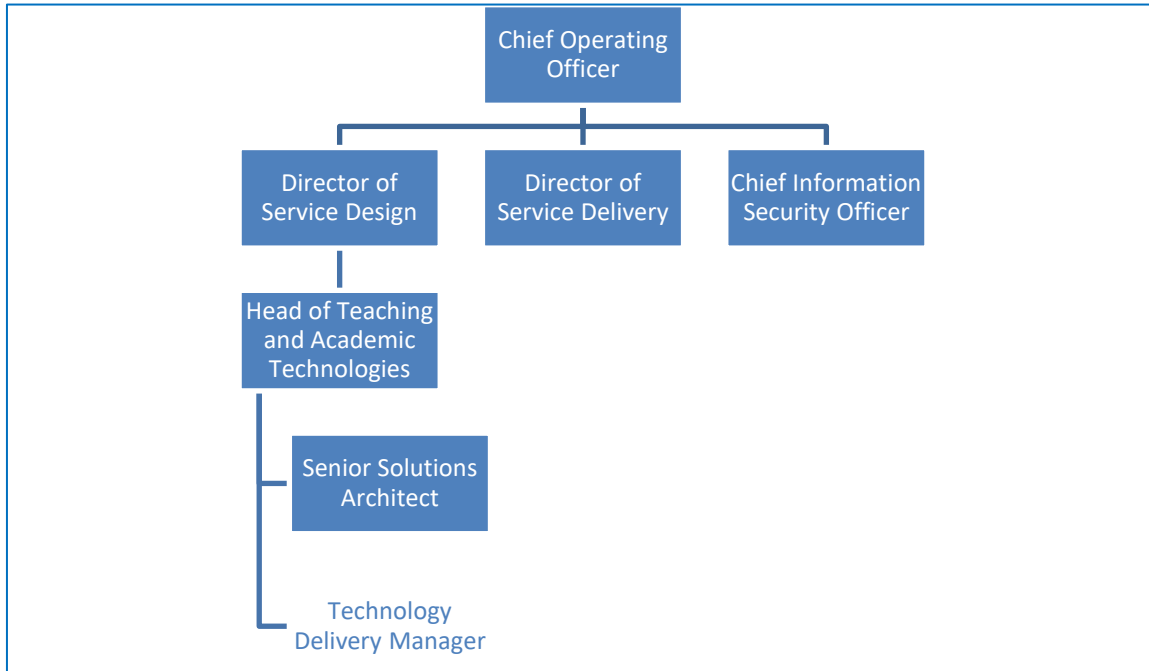 Chief Operating
Officer
Director of
Service Design
Director of
Service Delivery
Chief Information
Security Officer
Head of Teaching
and Academic
Technologies
Senior Solutions
Architect
Technology
Delivery Manager